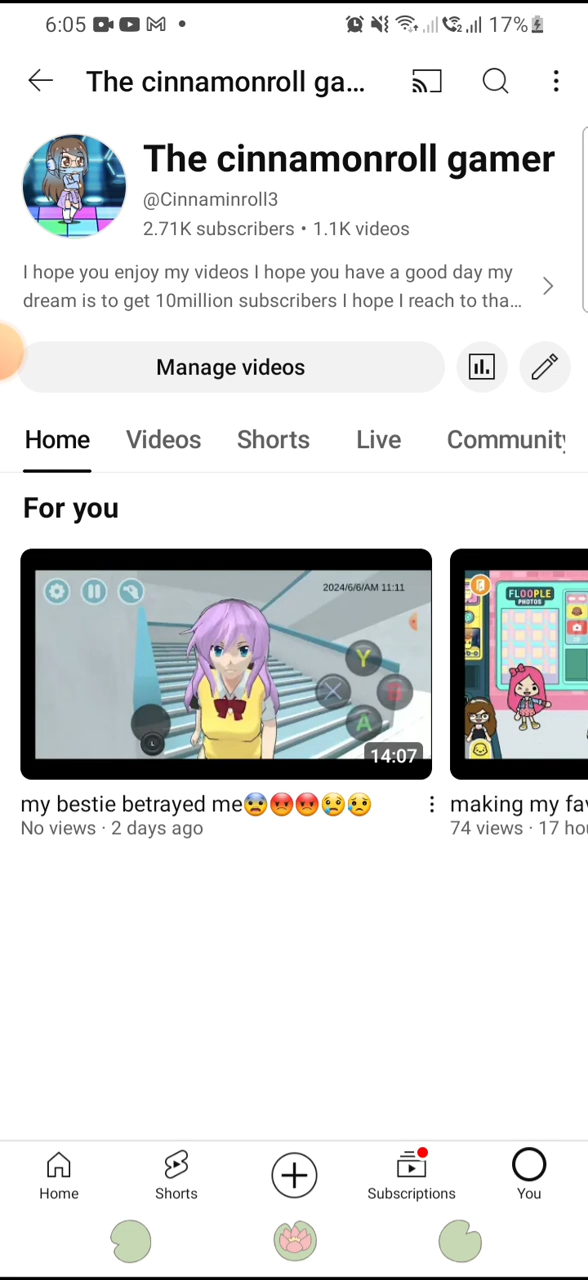 6:05
17%
The cinnamonroll ga...
The cinnamonroll gamer
@Cinnaminroll3
2.71K subscribers • 1.1K videos
I hope you enjoy my videos I hope you have a good day my
dream is to get 10million subscribers I hope I reach to tha...
Manage videos
Home Videos Shorts Live Community
For you
2024/6/6/AM 11:11
Y
X
A
14:07
FLOOPLE
PHOTOS
my bestie betrayed me😨😡😡😢😟
No views · 2 days ago
making my fav
74 views · 17 hou
Home Shorts Subscriptions You